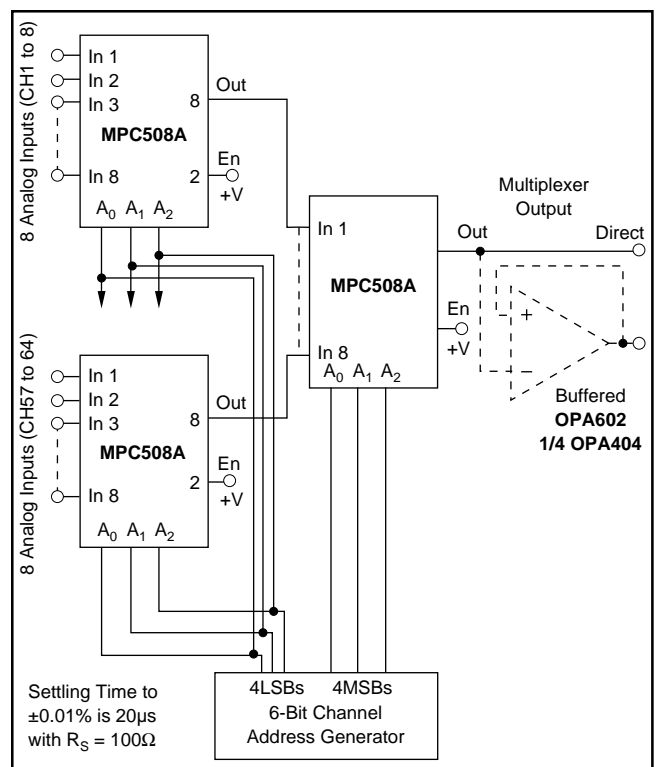 8 Analog Inputs (CH1 to 8)
In 1
In 2
In 3
In 8
8
Out
MPC508A
2
En
+V
A0 A1 A2
In 1
MPC508A
In 8
A0 A1 A2
Out
En
+V
Multiplexer
Output
Direct
+
–
Buffered
OPA602
1/4 OPA404
8 Analog Inputs (CH57 to 64)
In 1
In 2
In 3
In 8
8
Out
MPC508A
2
En
+V
A0 A1 A2
Settling Time to
±0.01% is 20µs
with RS = 100Ω
4LSBs 4MSBs
6-Bit Channel
Address Generator